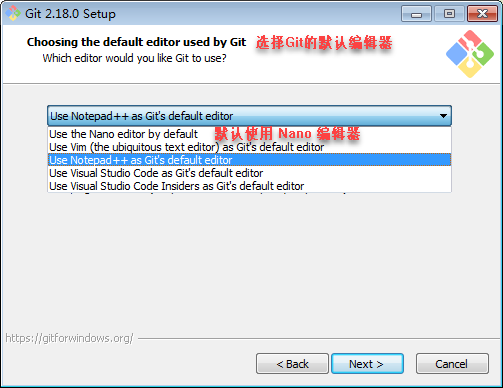 Git 2.18.0 Setup
Choosing the default editor used by Git 选择Git的默认编辑器
Which editor would you like Git to use?
Use Notepad++ as Git's default editor
Use the Nano editor by default 默认使用 Nano 编辑器
Use Vim (the ubiquitous text editor) as Git's default editor
Use Notepad++ as Git's default editor
Use Visual Studio Code as Git's default editor
Use Visual Studio Code Insiders as Git's default editor
https://gitforwindows.org/
< Back
Next >
Cancel